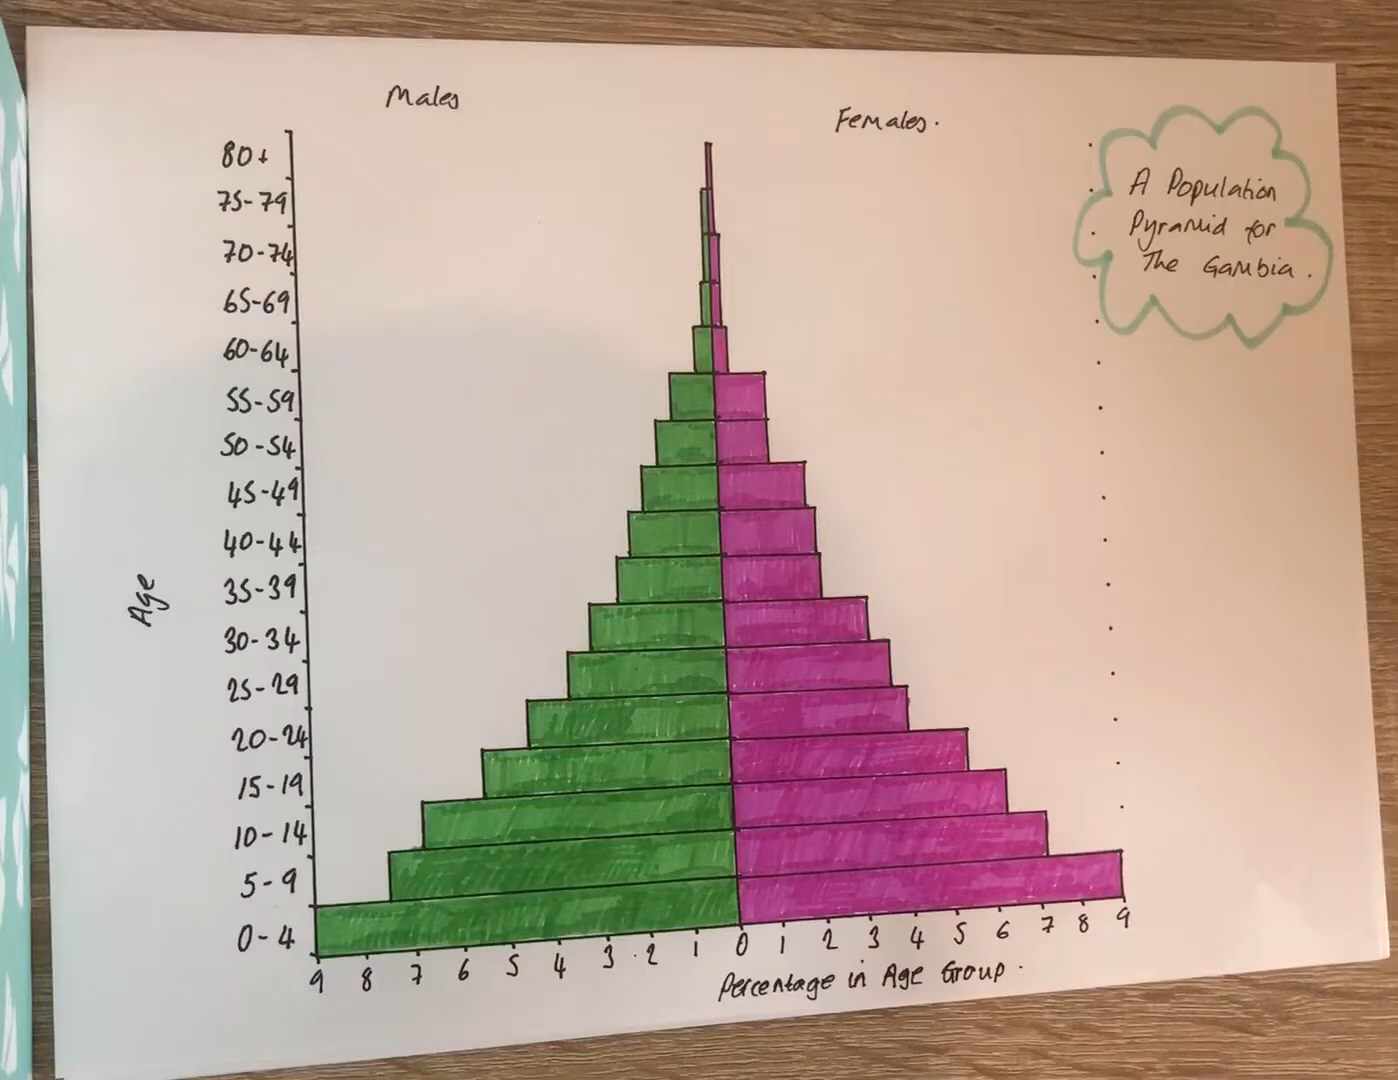 Males
Females.
A Population
Pyramid for
The Gambia.
80+
75-79
70-74
65-69
60-64
55-59
50-54
45-49
40-44
35-39
30-34
25-29
20-24
15-19
10-14
5-9
0-4
Age
9 8 7 6 5 4 3 2 1 0 1 2 3 4 5 6 7 8 9
Percentage in Age Group.